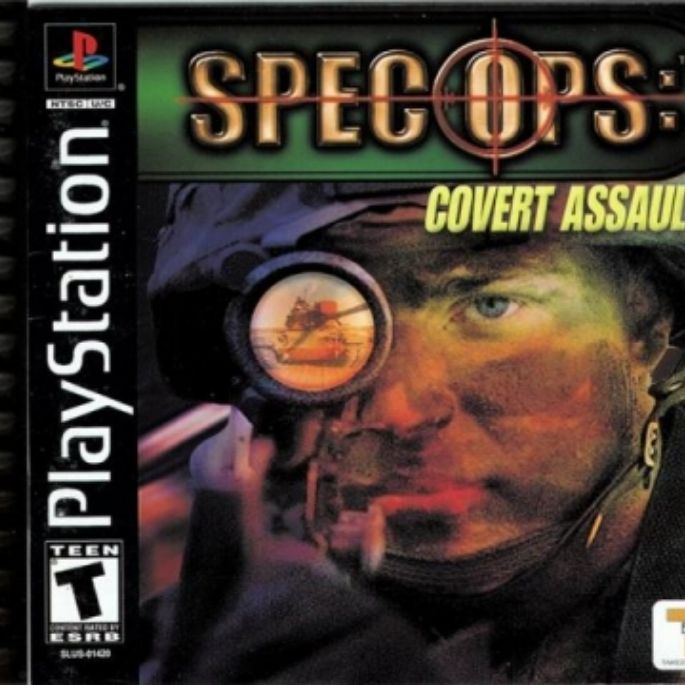 PlayStation
NTSC U/C
PlayStation
SPEC OPS:
COVERT ASSAUL
TEEN
T
CONTENT RATED BY
ESRB
SLUS-01420